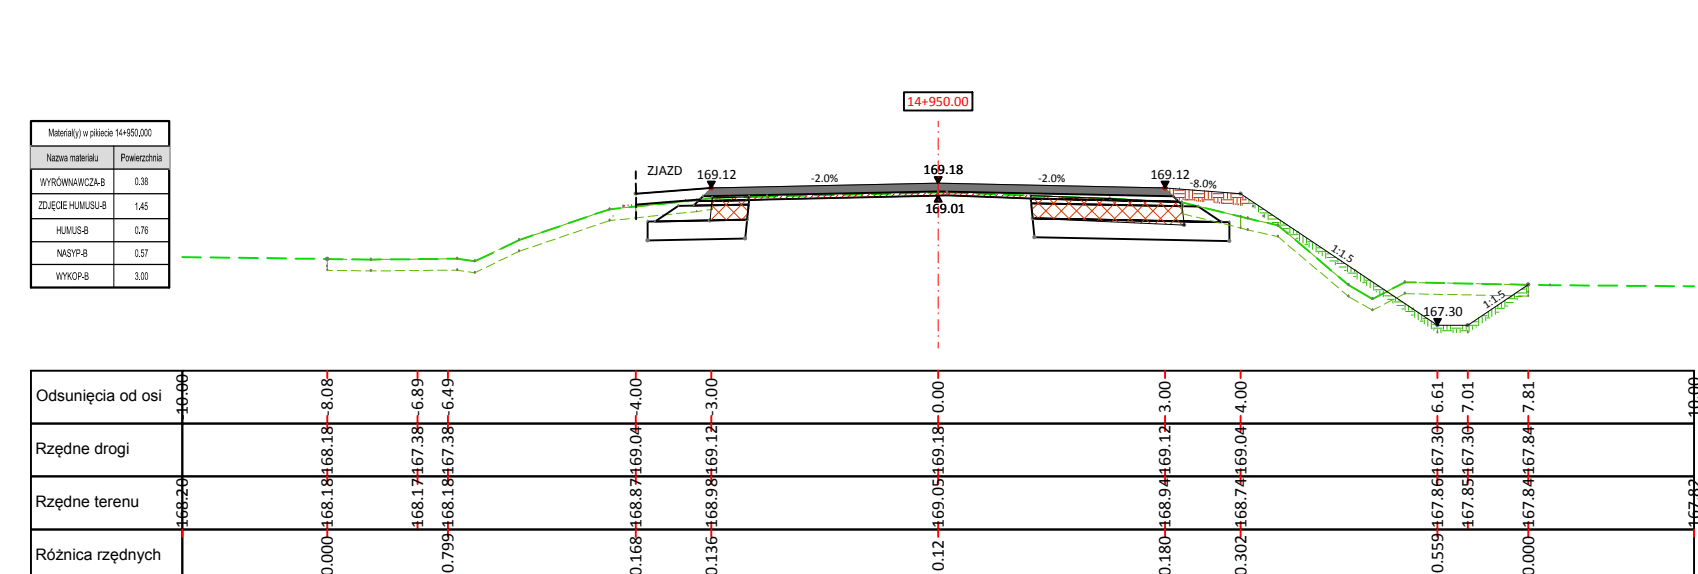 14+950.00
Materiał(y) w pikiecie 14+950,000
Nazwa materiału Powierzchnia
WYRÓWNAWCZA-B 0.38
ZDJĘCIE HUMUSU-B 1.45
HUMUS-B 0.76
NASYP-B 0.57
WYKOP-B 3.00
ZJAZD
169.12
-2.0%
169.18
169.01
-2.0%
169.12
-8.0%
1:1.5
167.30
1:1.5
Odsunięcia od osi -10.00 -8.08 -6.89 -6.49 -4.00 -3.00 0.00 3.00 4.00 6.61 7.01 7.81 10.00
Rzędne drogi 168.18 167.38 167.38 169.04 169.12 169.18 169.12 169.04 167.30 167.30 167.84
Rzędne terenu 168.20 168.18 168.17 168.18 168.87 168.98 169.05 168.94 168.74 167.86 167.85 167.84 167.82
Różnica rzędnych 0.000 0.799 0.168 0.136 0.12 0.180 0.302 0.559 0.000